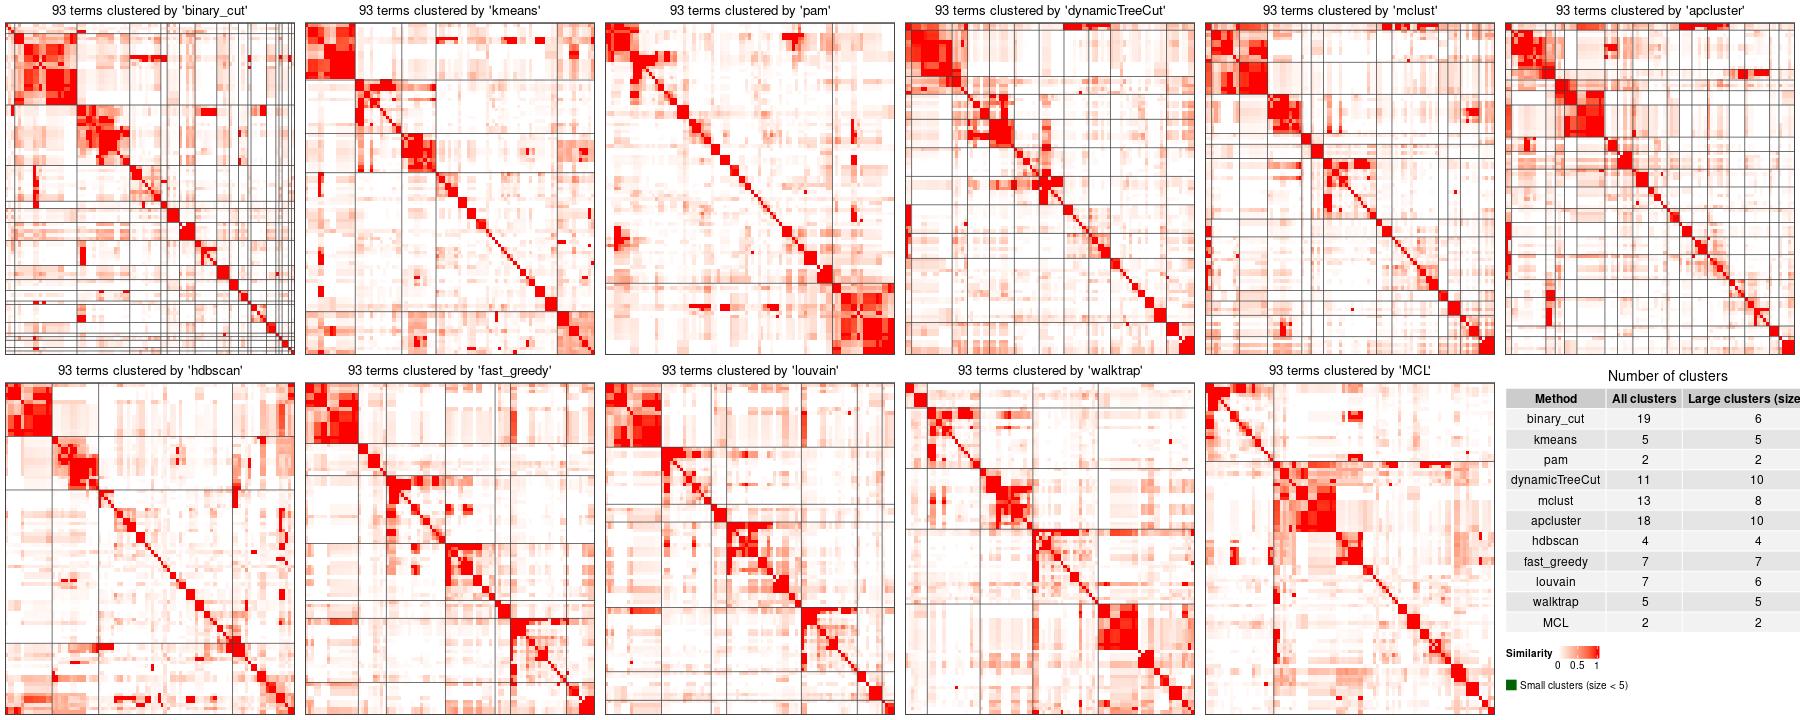 93 terms clustered by 'binary_cut'
93 terms clustered by 'kmeans'
93 terms clustered by 'pam'
93 terms clustered by 'dynamicTreeCut'
93 terms clustered by 'mclust'
93 terms clustered by 'apcluster'
93 terms clustered by 'hdbscan'
93 terms clustered by 'fast_greedy'
93 terms clustered by 'louvain'
93 terms clustered by 'walktrap'
93 terms clustered by 'MCL'
Number of clusters
Method All clusters Large clusters (size
binary_cut 19 6
kmeans 5 5
pam 2 2
dynamicTreeCut 11 10
mclust 13 8
apcluster 18 10
hdbscan 4 4
fast_greedy 7 7
louvain 7 6
walktrap 5 5
MCL 2 2
Similarity
0 0.5 1
Small clusters (size < 5)